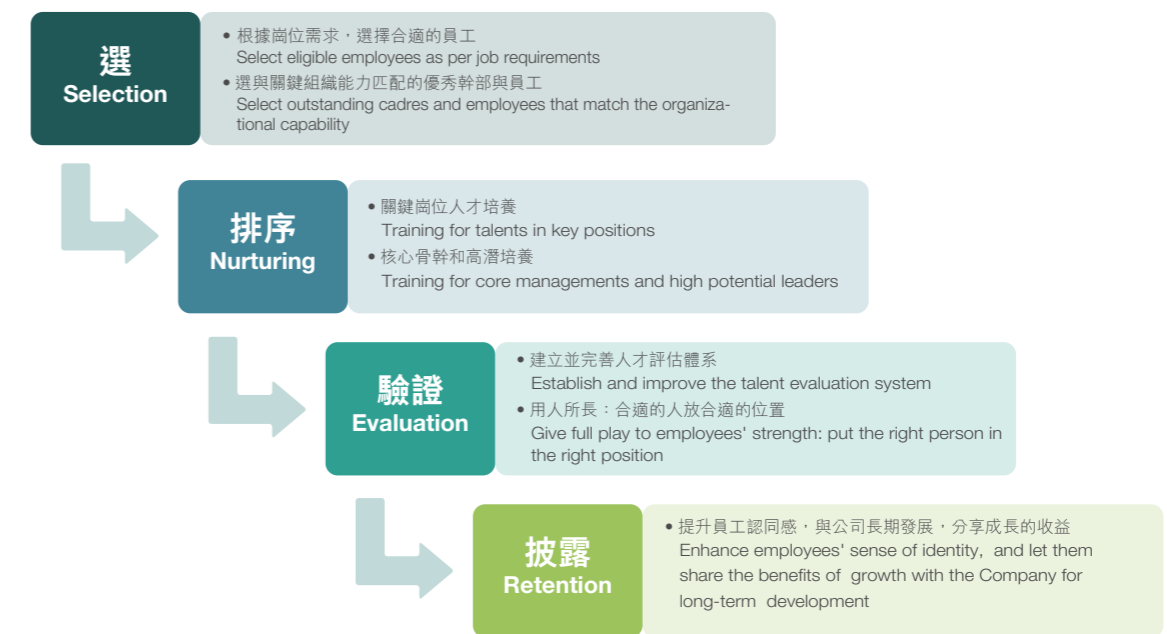 選
Selection
• 根據崗位需求，選擇合適的員工
Select eligible employees as per job requirements
• 選與關鍵組織能力匹配的優秀幹部與員工
Select outstanding cadres and employees that match the organiza-
tional capability
排序
Nurturing
• 關鍵崗位人才培養
Training for talents in key positions
• 核心骨幹和高潛培養
Training for core managements and high potential leaders
驗證
Evaluation
• 建立並完善人才評估體系
Establish and improve the talent evaluation system
• 用人所長：合適的人放合適的位置
Give full play to employees' strength: put the right person in
the right position
披露
Retention
• 提升員工認同感，與公司長期發展，分享成長的收益
Enhance employees' sense of identity, and let them
share the benefits of growth with the Company for
long-term development